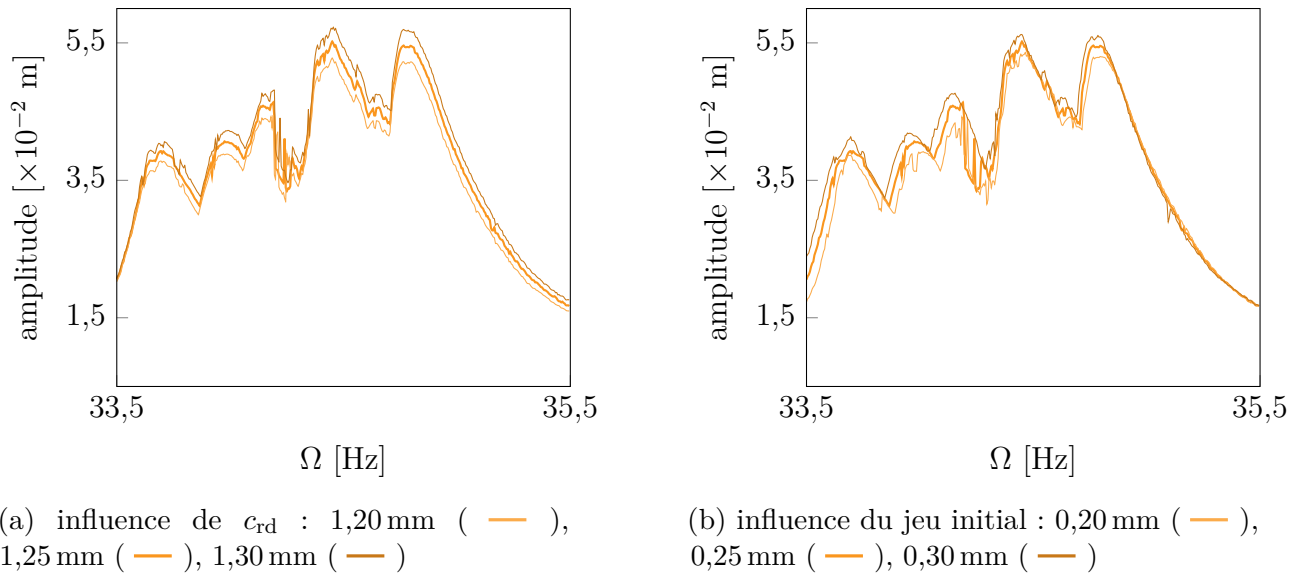 5,5
3,5
1,5
amplitude [×10⁻² m]
33,5
35,5
Ω [Hz]
(a) influence de c_rd : 1,20 mm ( ),
1,25 mm ( ), 1,30 mm ( )
5,5
3,5
1,5
amplitude [×10⁻² m]
33,5
35,5
Ω [Hz]
(b) influence du jeu initial : 0,20 mm ( ),
0,25 mm ( ), 0,30 mm ( )